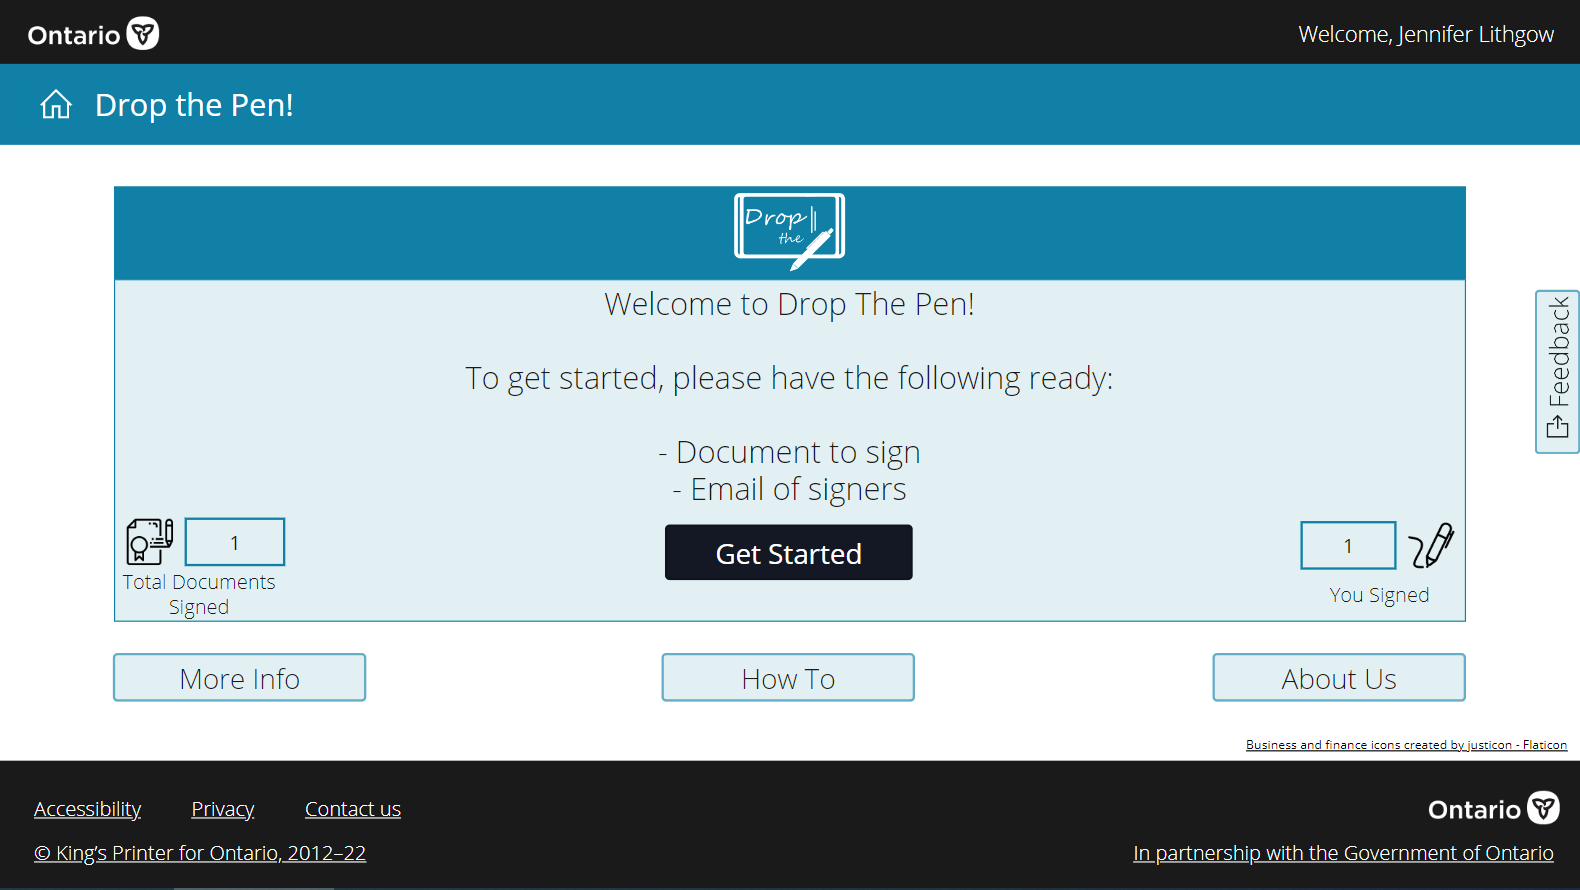 Ontario
Welcome, Jennifer Lithgow
Drop the Pen!
Drop
the
Welcome to Drop The Pen!
To get started, please have the following ready:
- Document to sign
- Email of signers
Feedback
1
Total Documents
Signed
Get Started
1
You Signed
More Info
How To
About Us
Business and finance icons created by justicon - Flaticon
Accessibility
Privacy
Contact us
Ontario
© King's Printer for Ontario, 2012–22
In partnership with the Government of Ontario